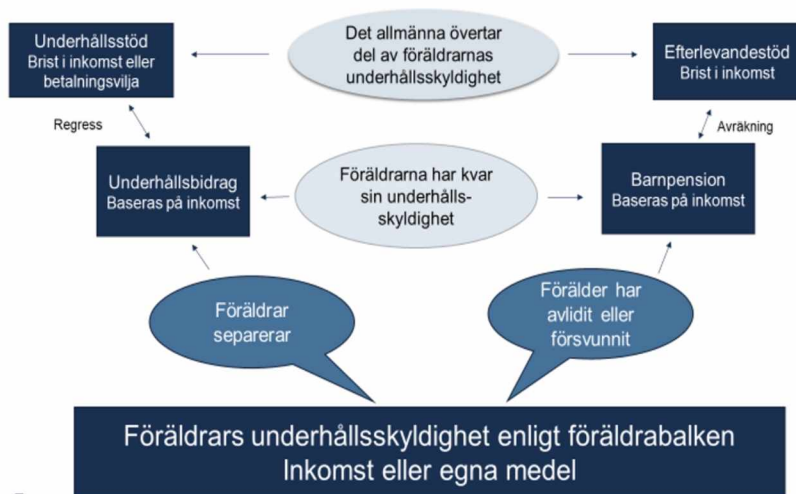 Underhållsstöd
Brist i inkomst eller
betalningsvilja
Det allmänna övertar
del av föräldrarnas
underhållsskyldighet
Efterlevandestöd
Brist i inkomst
Regress
Avräkning
Underhållsbidrag
Baseras på inkomst
Föräldrarna har kvar
sin underhålls-
skyldighet
Barnpension
Baseras på inkomst
Föräldrar
separerar
Förälder har
avlidit eller
försvunnit
Föräldrars underhållsskyldighet enligt föräldrabalken
Inkomst eller egna medel